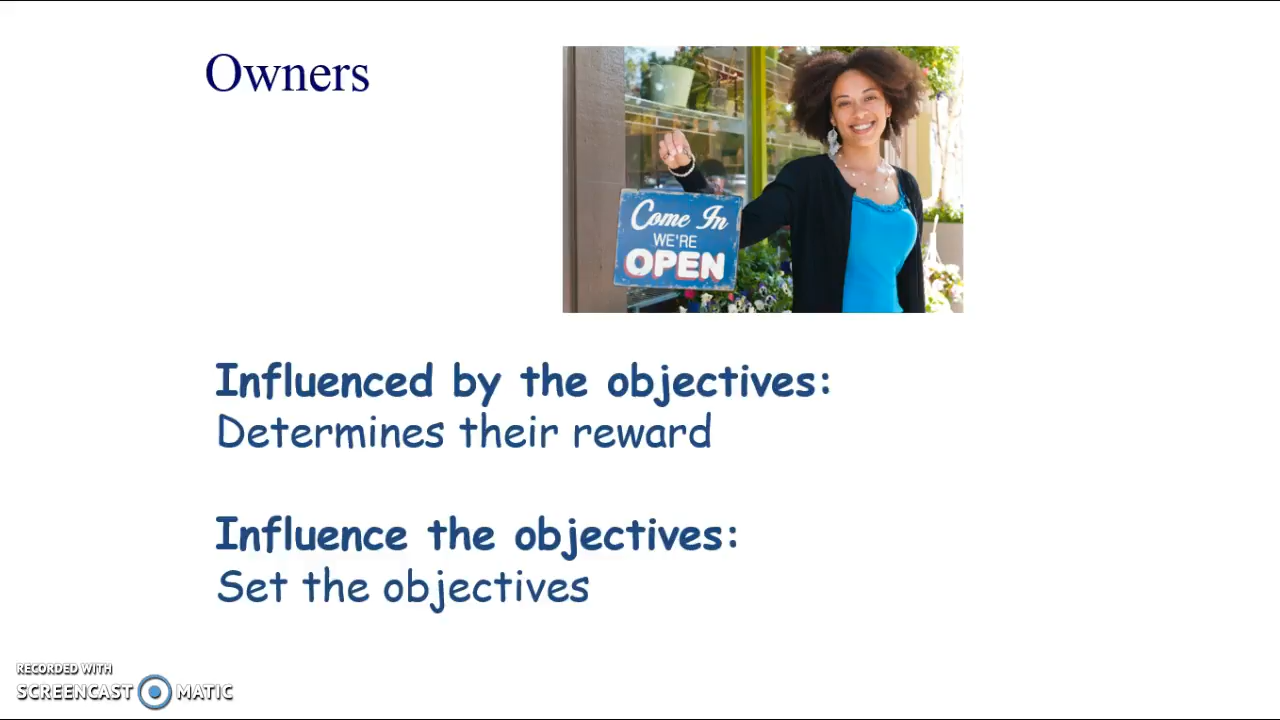 Owners
Come In
WE'RE
OPEN
Influenced by the objectives:
Determines their reward
Influence the objectives:
Set the objectives
RECORDED WITH
SCREENCAST MATIC